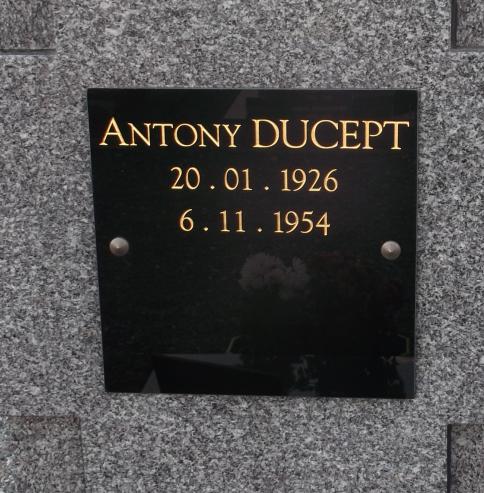 ANTONY DUCEPT
20 . 01 . 1926
6 . 11 . 1954